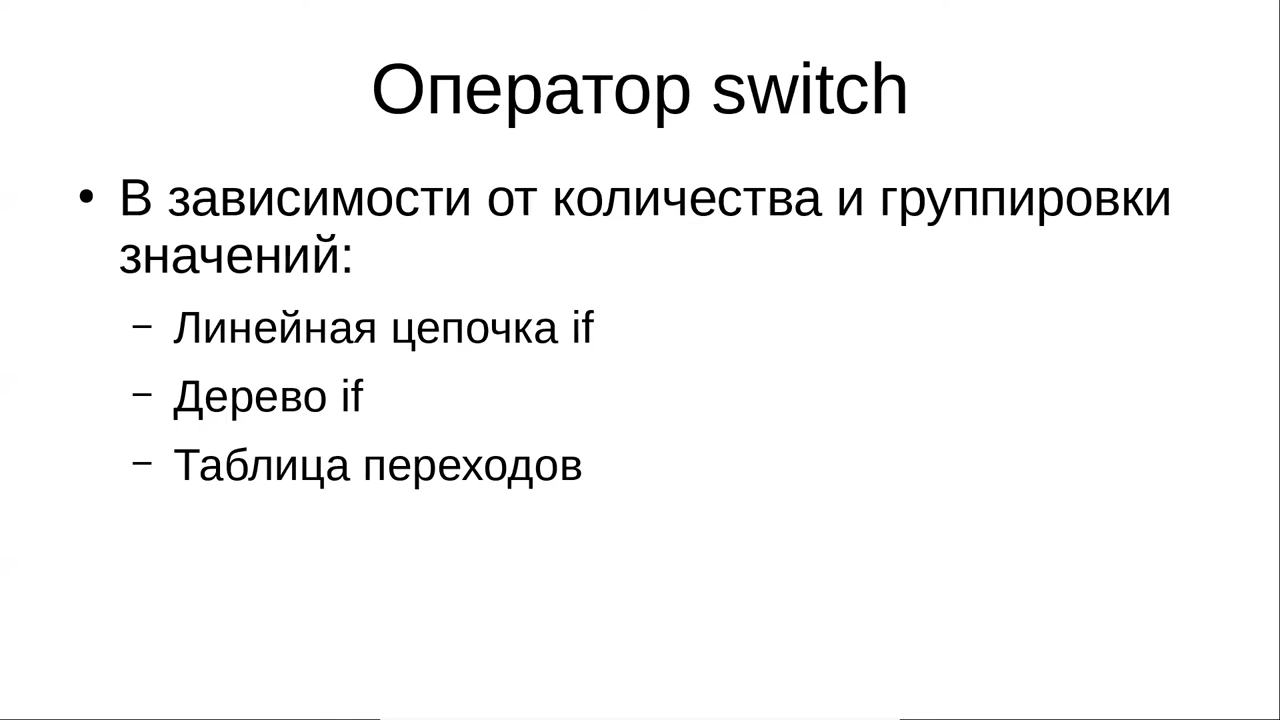 Оператор switch
• В зависимости от количества и группировки
значений:
– Линейная цепочка if
– Дерево if
– Таблица переходов